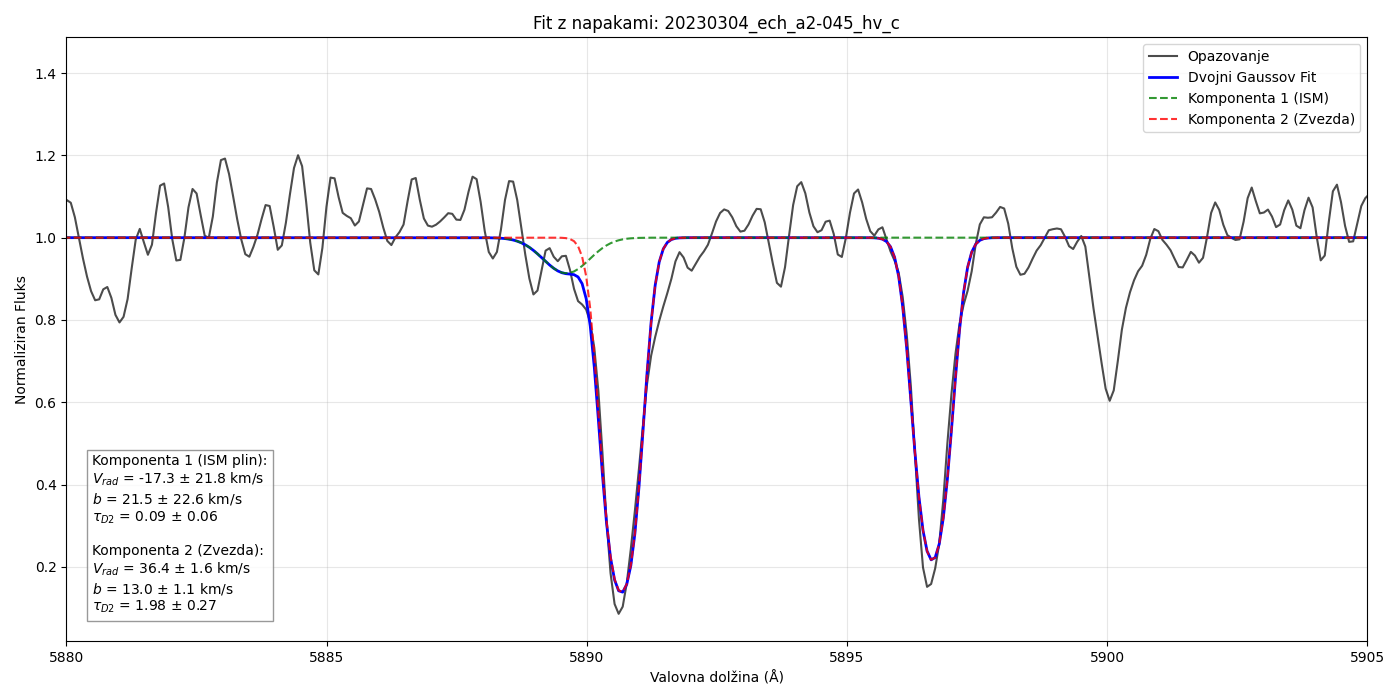 Fit z napakami: 20230304_ech_a2-045_hv_c
Opazovanje
Dvojni Gaussov Fit
Komponenta 1 (ISM)
Komponenta 2 (Zvezda)
Normaliziran Fluks
1.4
1.2
1.0
0.8
0.6
0.4
0.2
Komponenta 1 (ISM plin):
V_rad = -17.3 ± 21.8 km/s
b = 21.5 ± 22.6 km/s
τ_D2 = 0.09 ± 0.06
Komponenta 2 (Zvezda):
V_rad = 36.4 ± 1.6 km/s
b = 13.0 ± 1.1 km/s
τ_D2 = 1.98 ± 0.27
5880 5885 5890 5895 5900 5905
Valovna dolžina (Å)